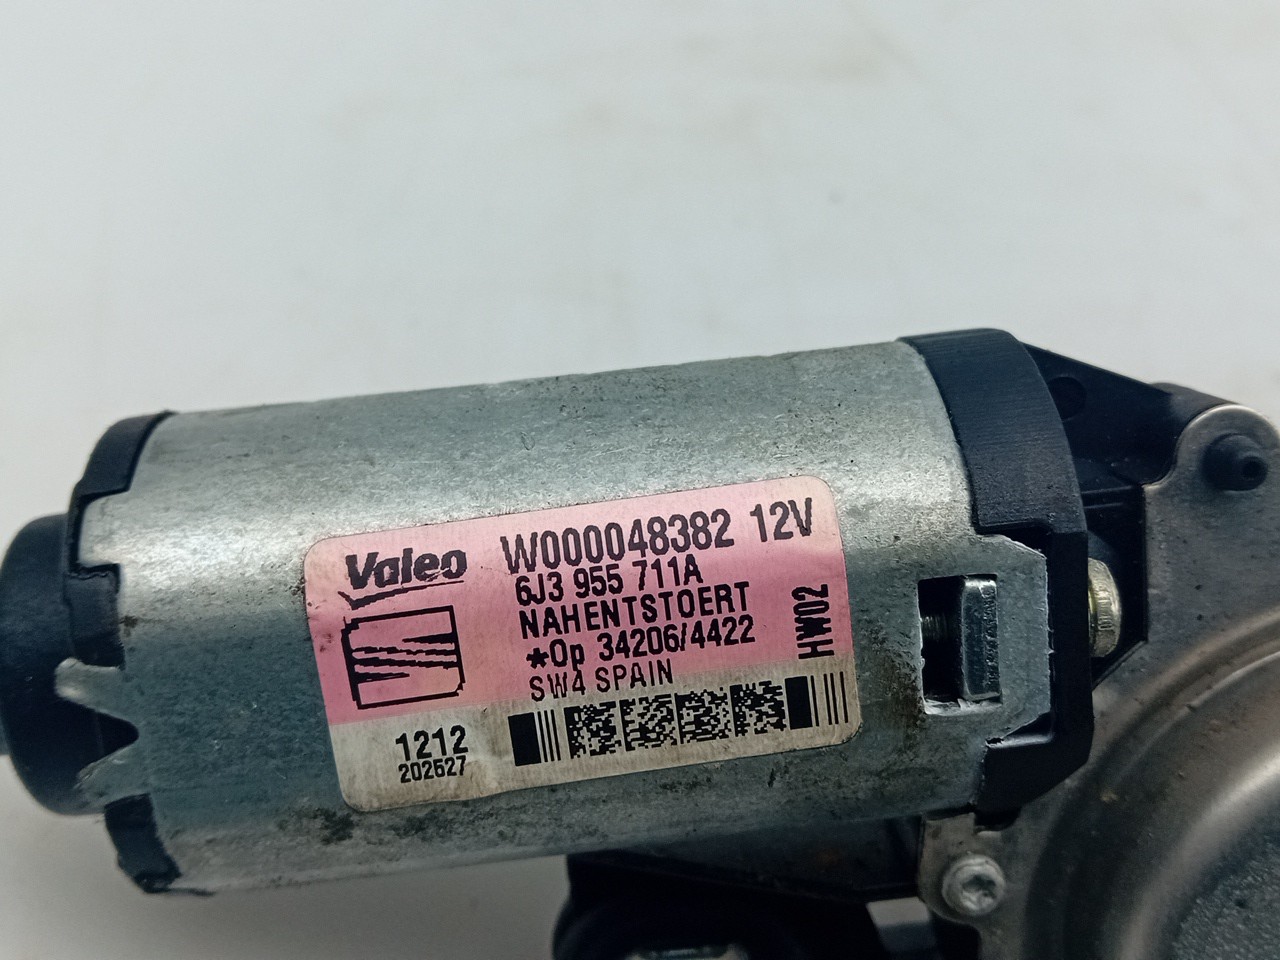 Valeo W000048382 12V
6J3 955 711A
NAHENTSTOERT
*Op 34206/4422
SW4 SPAIN
HW02
1212
202527